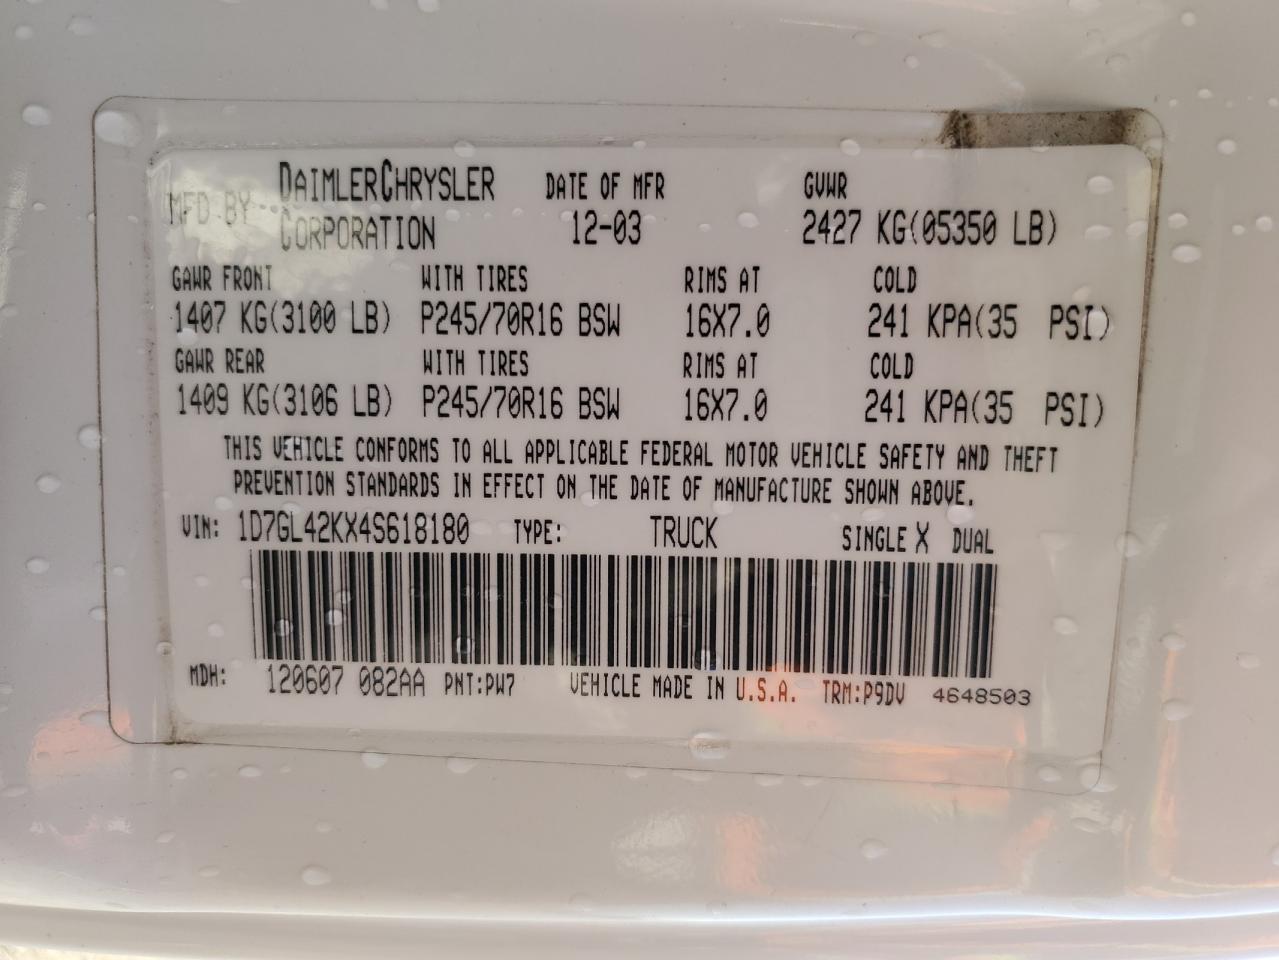 MFD BY DAIMLERCHRYSLER CORPORATION DATE OF MFR 12-03 GVWR 2427 KG(05350 LB)
GAWR FRONT WITH TIRES RIMS AT COLD
1407 KG(3100 LB) P245/70R16 BSW 16X7.0 241 KPA(35 PSI)
GAWR REAR WITH TIRES RIMS AT COLD
1409 KG(3106 LB) P245/70R16 BSW 16X7.0 241 KPA(35 PSI)
THIS VEHICLE CONFORMS TO ALL APPLICABLE FEDERAL MOTOR VEHICLE SAFETY AND THEFT
PREVENTION STANDARDS IN EFFECT ON THE DATE OF MANUFACTURE SHOWN ABOVE.
VIN: 1D7GL42KX4S618180 TYPE: TRUCK SINGLE X DUAL
MDH: 120607 082AA PNT:PW7 VEHICLE MADE IN U.S.A. TRM:P9DV 4648503